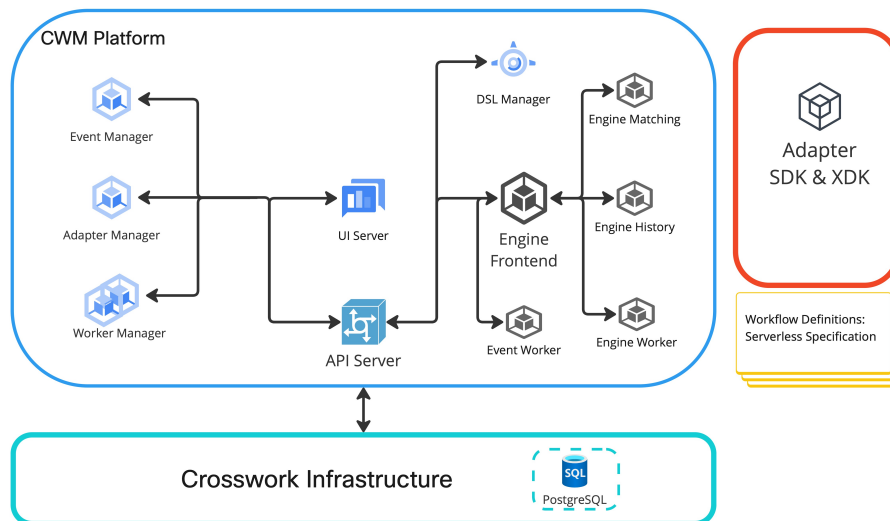 CWM Platform
Event Manager
Adapter Manager
Worker Manager
UI Server
API Server
DSL Manager
Engine
Frontend
Event Worker
Engine Matching
Engine History
Engine Worker
Adapter
SDK & XDK
Workflow Definitions:
Serverless Specification
Crosswork Infrastructure
SQL
PostgreSQL